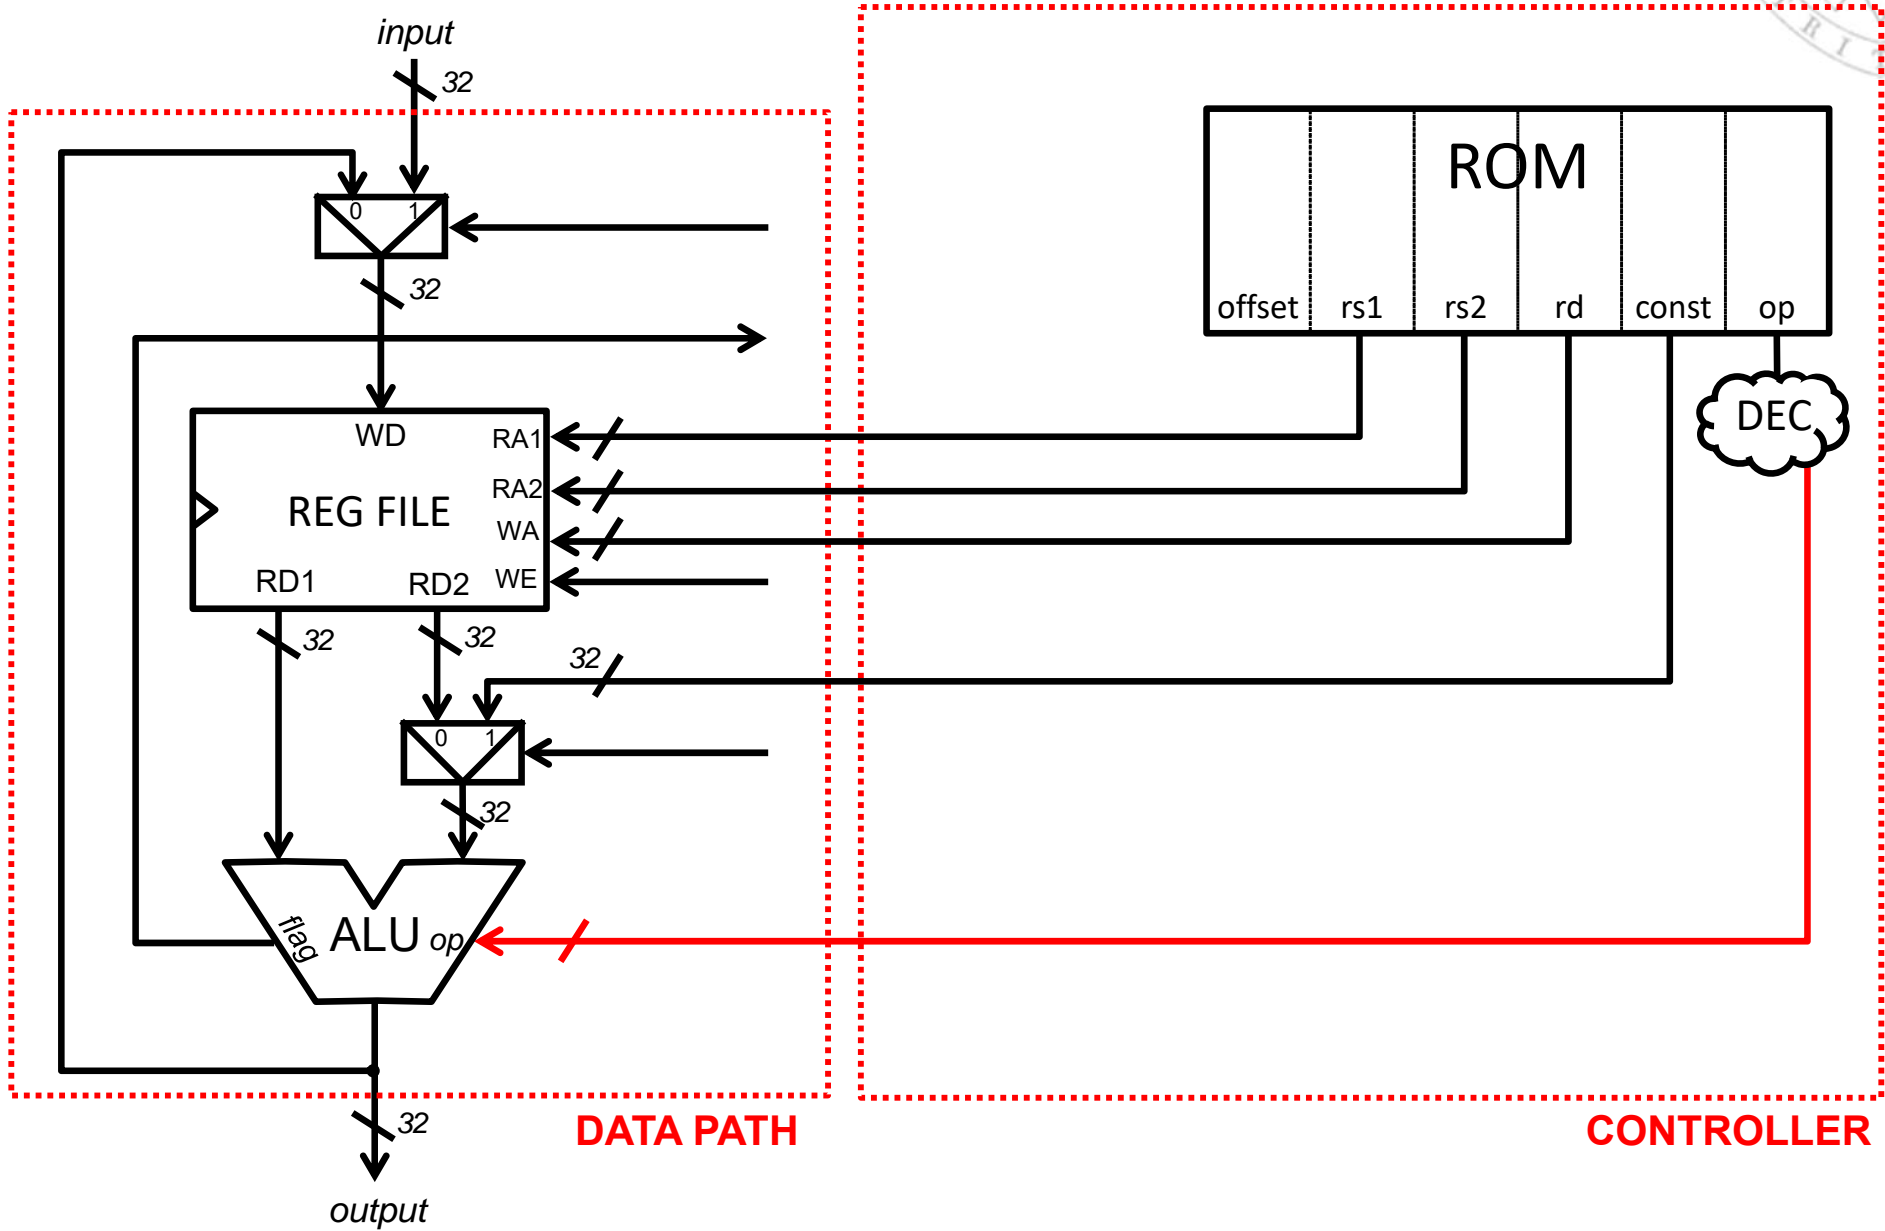 input
32
0 1
32
ROM
offset rs1 rs2 rd const op
DEC
WD
RA1
RA2
REG FILE
WA
WE
RD1 RD2
32 32
32
0 1
32
flag ALU op
32
output
DATA PATH
CONTROLLER